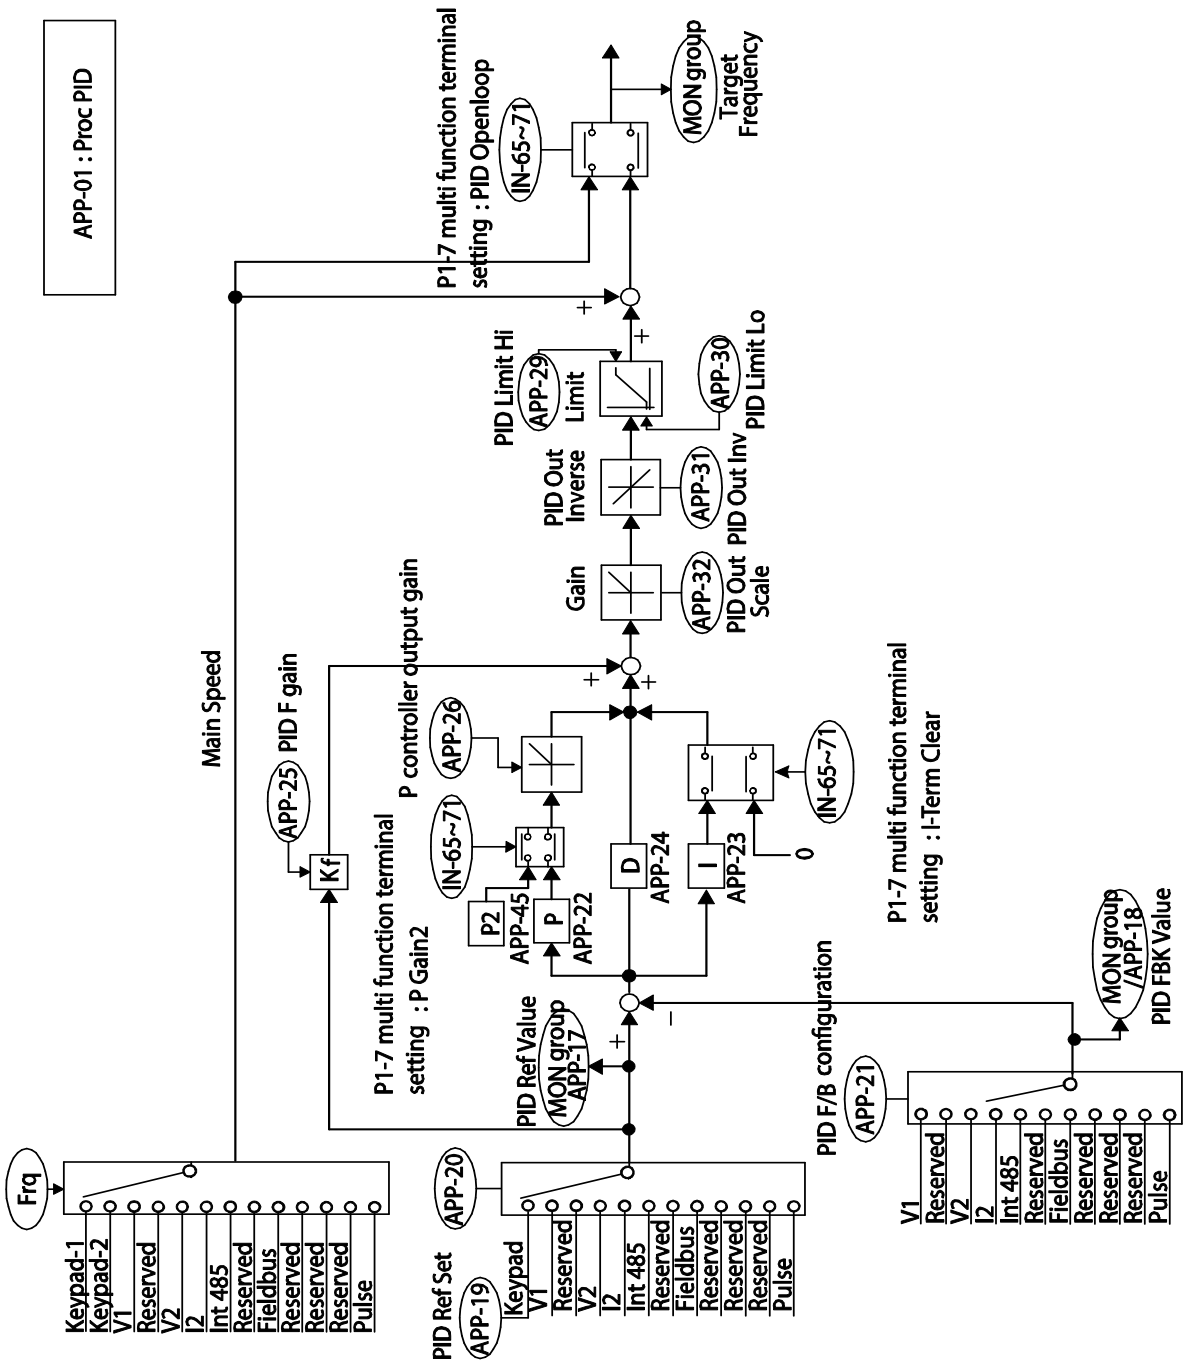 APP-01 : Proc PID
Frq
Keypad-1
Keypad-2
V1
Reserved
V2
I2
Int 485
Reserved
Fieldbus
Reserved
Reserved
Reserved
Pulse
Main Speed
APP-25
PID F gain
Kf
PID Ref Set
APP-19
APP-20
Keypad
V1
Reserved
V2
I2
Int 485
Reserved
Fieldbus
Reserved
Reserved
Reserved
Pulse
PID Ref Value
MON group
APP-17
+
-
P1-7 multi function terminal
setting : P Gain2
IN-65~71
P2
APP-45
P
APP-22
P controller output gain
APP-26
D
APP-24
I
APP-23
0
IN-65~71
P1-7 multi function terminal
setting : I-Term Clear
PID F/B configuration
APP-21
V1
Reserved
V2
I2
Int 485
Reserved
Fieldbus
Reserved
Reserved
Reserved
Pulse
MON group
/APP-18
PID FBK Value
+
+
Gain
APP-32
PID Out
Scale
PID Out
Inverse
APP-31
PID Out Inv
PID Limit Hi
APP-29
Limit
APP-30
PID Limit Lo
+
+
P1-7 multi function terminal
setting : PID Openloop
IN-65~71
MON group
Target
Frequency